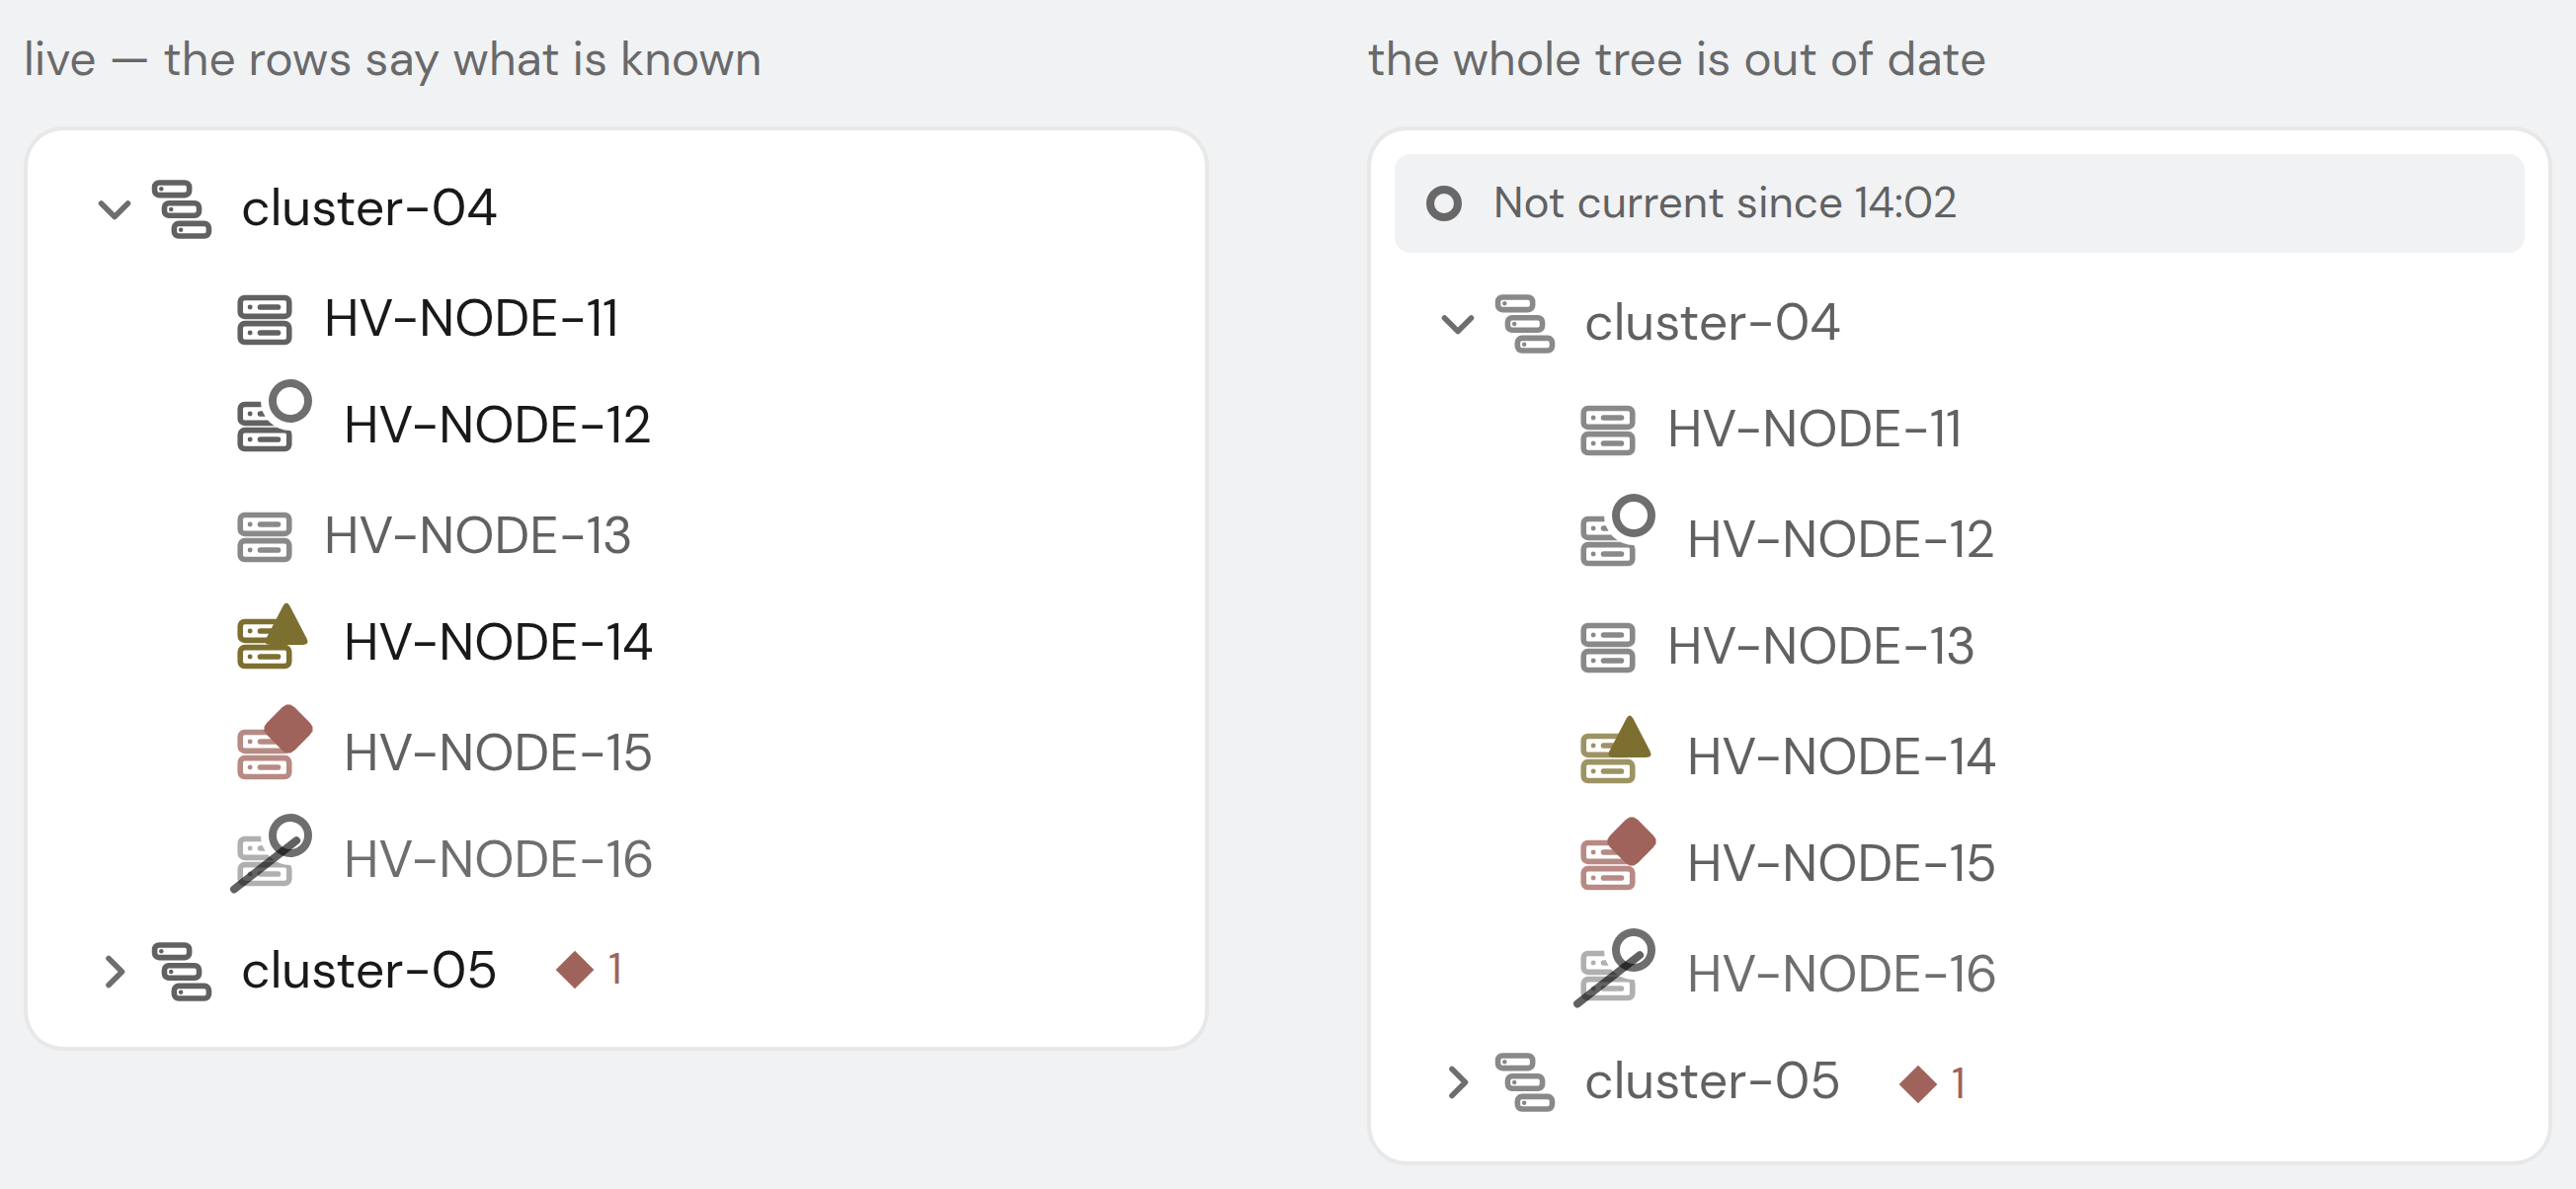 live — the rows say what is known
cluster-04
HV-NODE-11
HV-NODE-12
HV-NODE-13
HV-NODE-14
HV-NODE-15
HV-NODE-16
cluster-05 1
the whole tree is out of date
Not current since 14:02
cluster-04
HV-NODE-11
HV-NODE-12
HV-NODE-13
HV-NODE-14
HV-NODE-15
HV-NODE-16
cluster-05 1